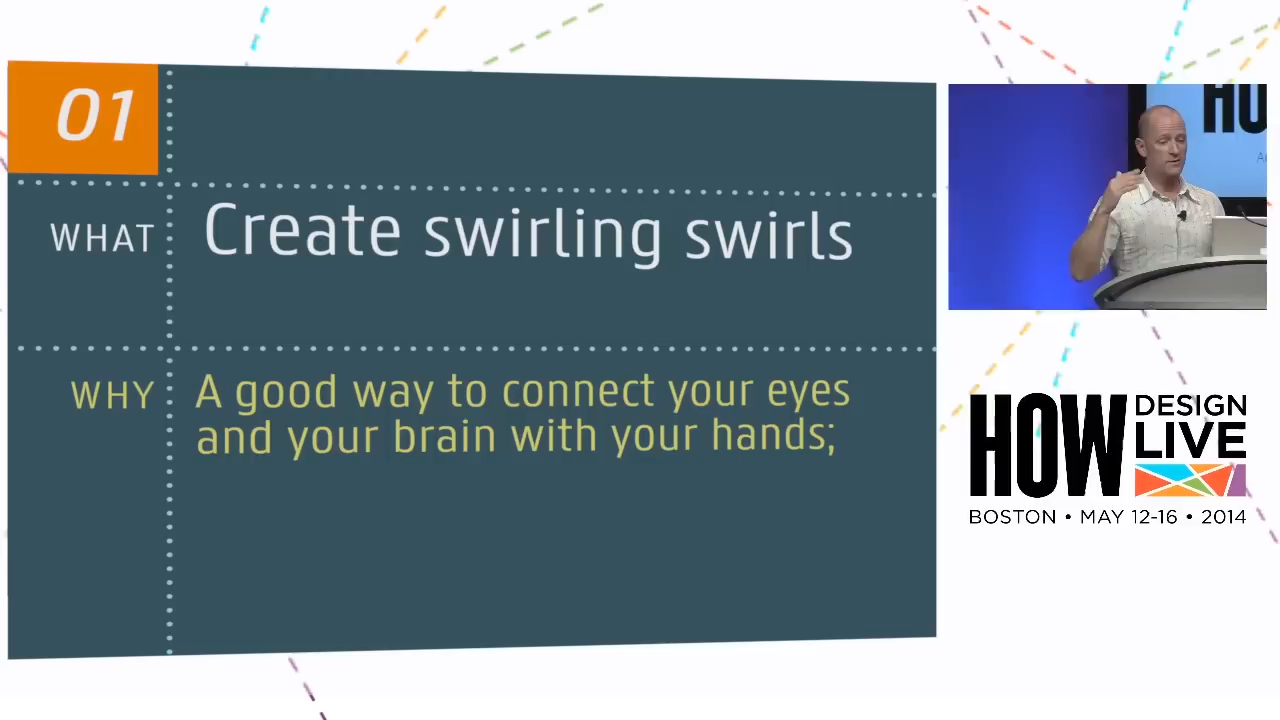 01
WHAT
Create swirling swirls
WHY
A good way to connect your eyes
and your brain with your hands;
HOW
HOW
DESIGN
LIVE
BOSTON • MAY 12-16 • 2014